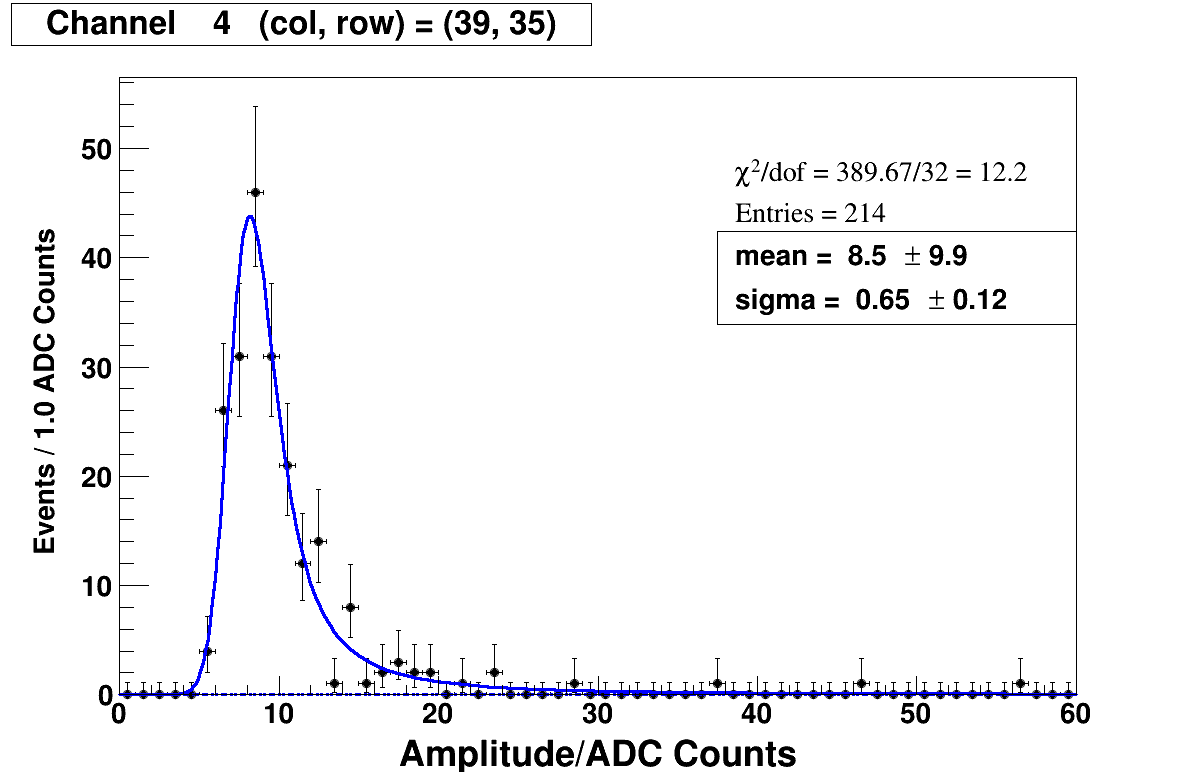 Channel 4 (col, row) = (39, 35)
χ²/dof = 389.67/32 = 12.2
Entries = 214
mean = 8.5 ± 9.9
sigma = 0.65 ± 0.12
Events / 1.0 ADC Counts
50
40
30
20
10
0
0 10 20 30 40 50 60
Amplitude/ADC Counts